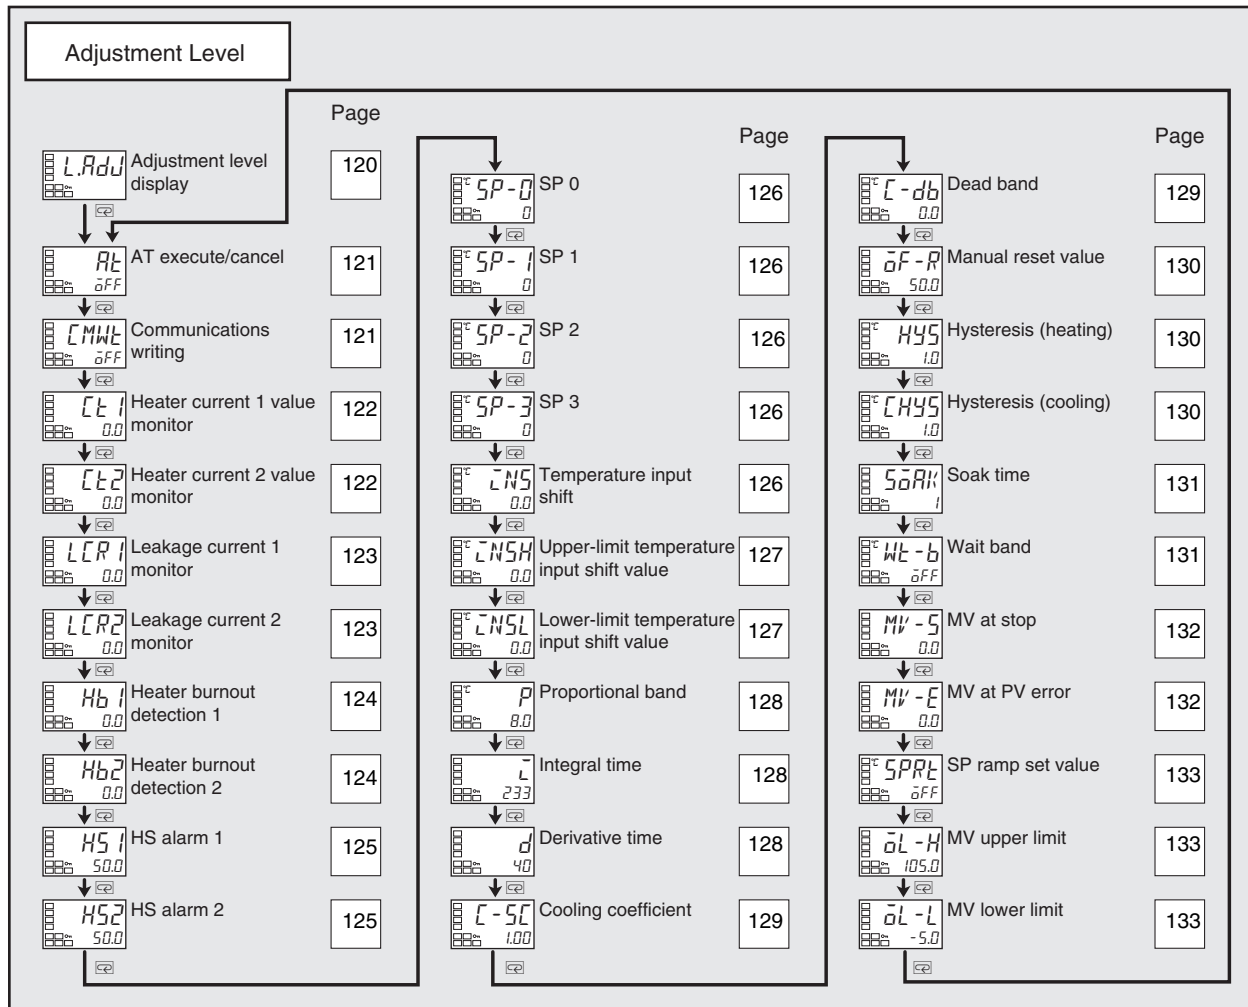 Adjustment Level
Page
L.AdJ
Adjustment level
display
120
At
oFF
AT execute/cancel
121
CMWt
oFF
Communications
writing
121
Ct1
0.0
Heater current 1 value
monitor
122
Ct2
0.0
Heater current 2 value
monitor
122
LCR1
0.0
Leakage current 1
monitor
123
LCR2
0.0
Leakage current 2
monitor
123
Hb1
0.0
Heater burnout
detection 1
124
Hb2
0.0
Heater burnout
detection 2
124
HS1
50.0
HS alarm 1
125
HS2
50.0
HS alarm 2
125
Page
°C
SP-0
0
SP 0
126
°C
SP-1
0
SP 1
126
°C
SP-2
0
SP 2
126
°C
SP-3
0
SP 3
126
°C
iNS
0.0
Temperature input
shift
126
°C
iNSH
0.0
Upper-limit temperature
input shift value
127
°C
iNSL
0.0
Lower-limit temperature
input shift value
127
°C
P
8.0
Proportional band
128
i
233
Integral time
128
d
40
Derivative time
128
C-SC
1.00
Cooling coefficient
129
Page
°C
C-db
0.0
Dead band
129
oF-R
50.0
Manual reset value
130
°C
HYS
1.0
Hysteresis (heating)
130
°C
CHYS
1.0
Hysteresis (cooling)
130
SoAK
1
Soak time
131
°C
Wt-b
oFF
Wait band
131
MV-S
0.0
MV at stop
132
MV-E
0.0
MV at PV error
132
°C
SPRt
oFF
SP ramp set value
133
oL-H
105.0
MV upper limit
133
oL-L
-5.0
MV lower limit
133